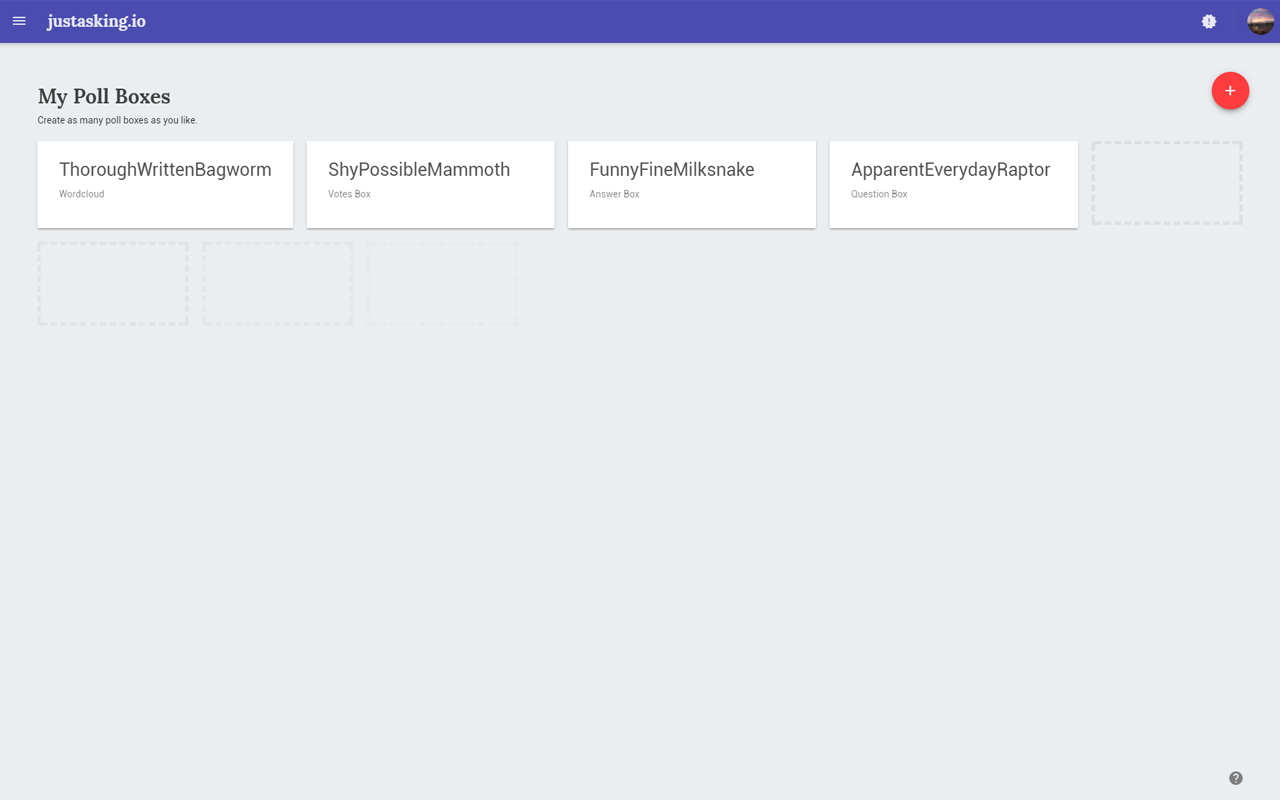 justasking.io
My Poll Boxes
Create as many poll boxes as you like.
ThoroughWrittenBagworm
Wordcloud
ShyPossibleMammoth
Votes Box
FunnyFineMilksnake
Answer Box
ApparentEverydayRaptor
Question Box